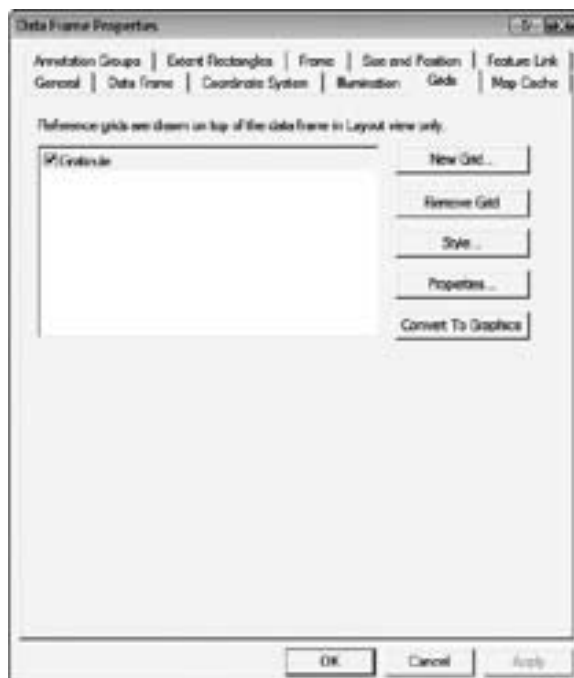 Data Frame Properties
Annotation Groups | Extent Rectangles | Frame | Size and Position | Feature Link
General | Data Frame | Coordinate System | Illumination | Grids | Map Cache
Reference grids are drawn on top of the data frame in Layout view only.
Graticule
New Grid...
Remove Grid
Style...
Properties...
Convert To Graphics
OK Cancel Apply